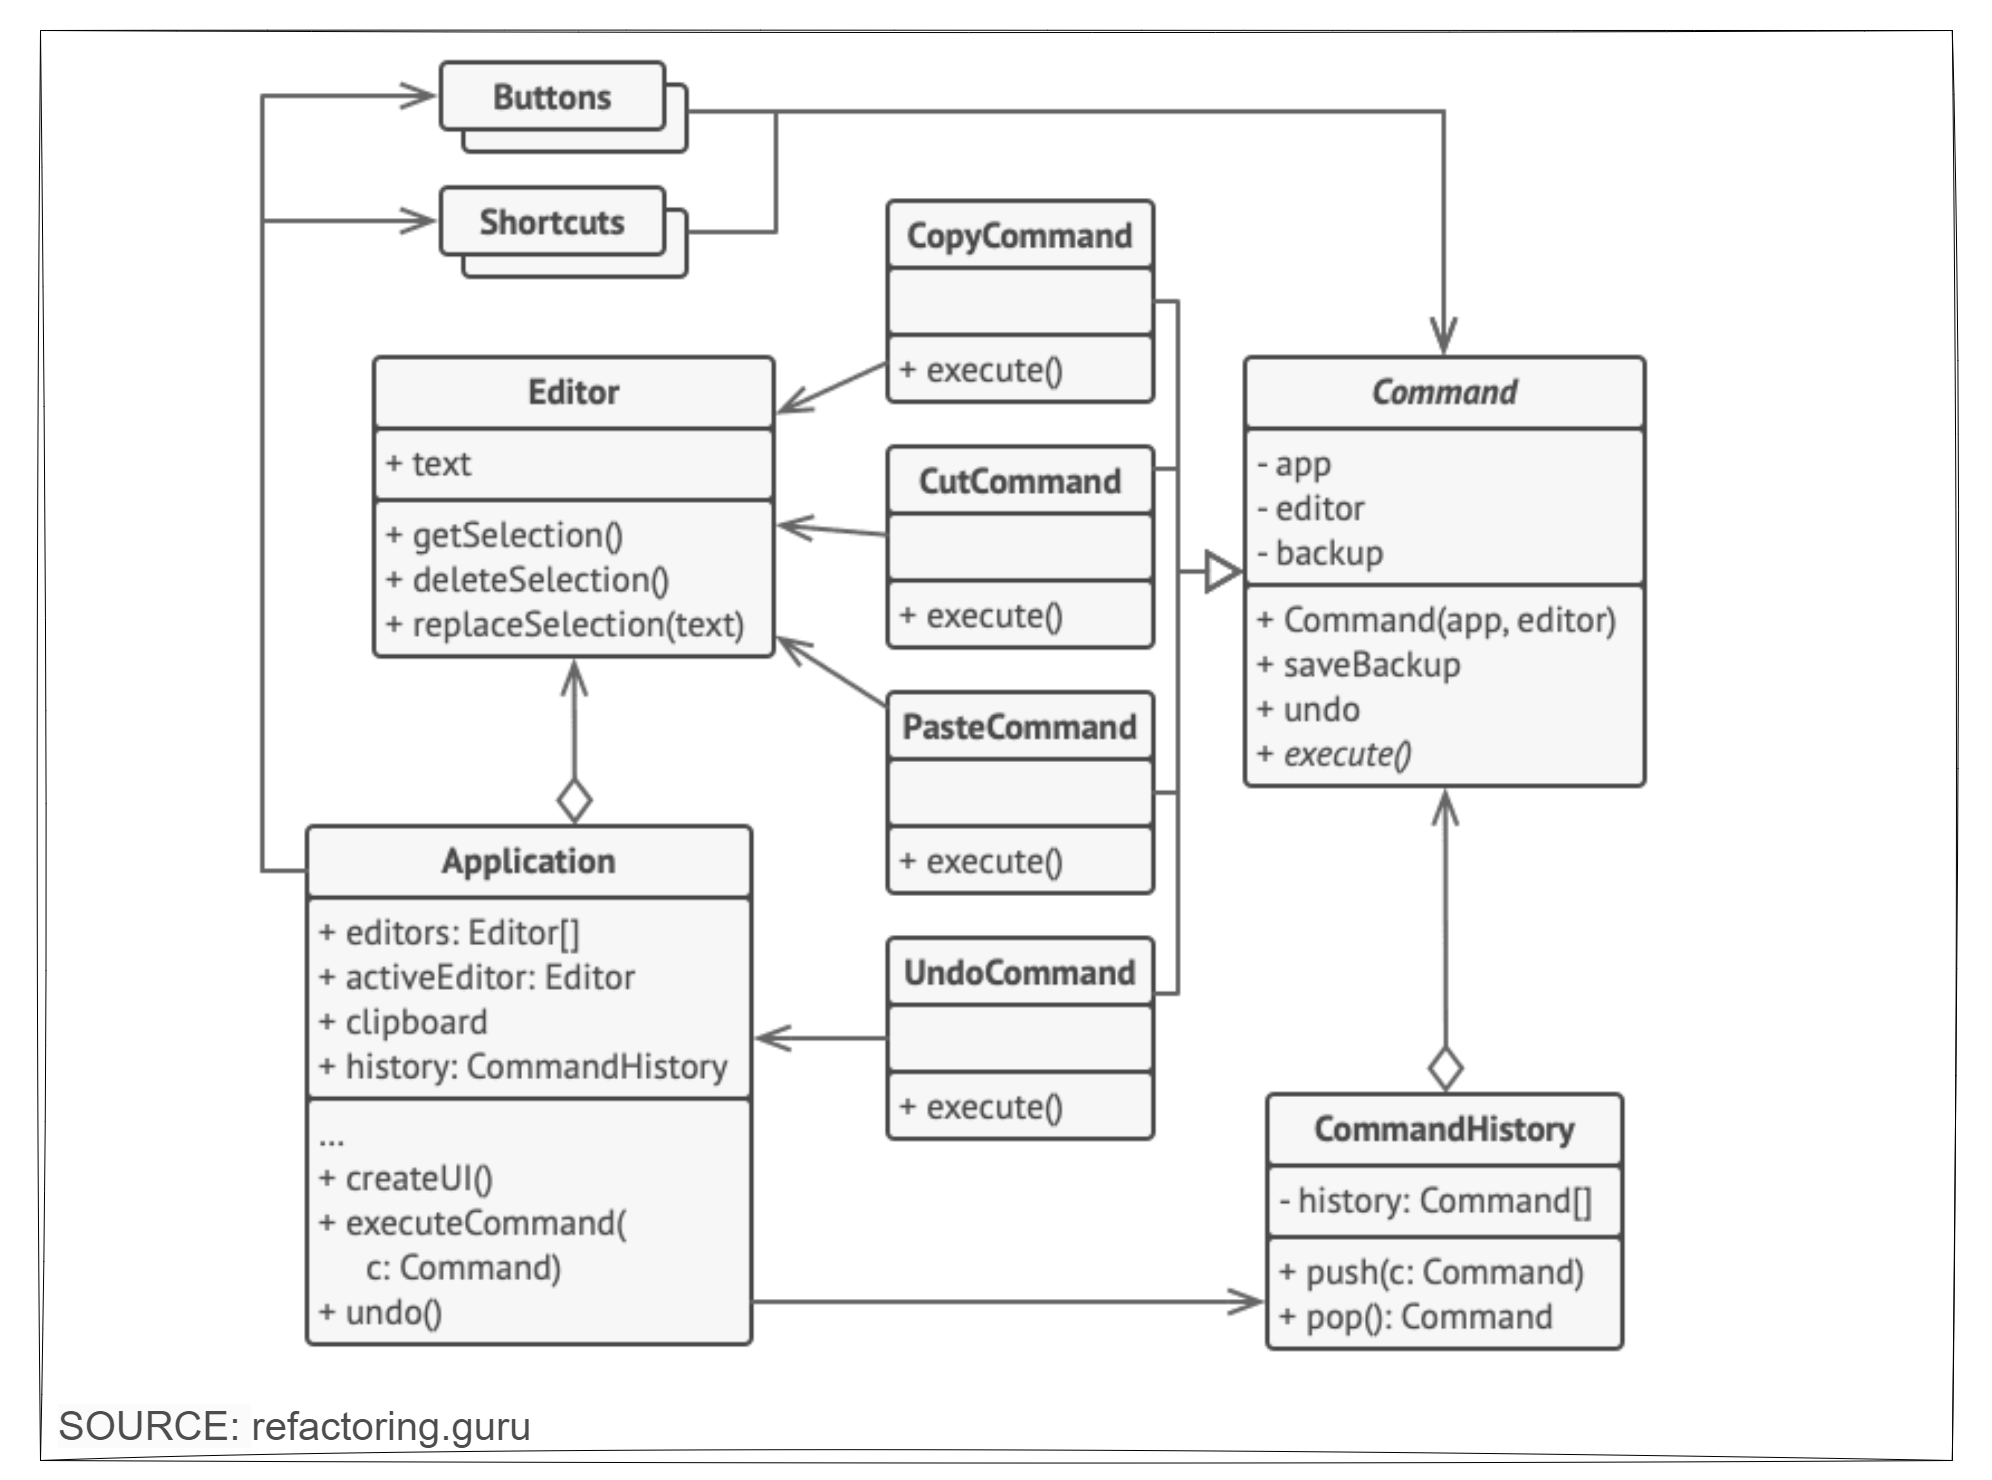 Buttons
Shortcuts
CopyCommand
+ execute()
Editor
+ text
+ getSelection()
+ deleteSelection()
+ replaceSelection(text)
CutCommand
+ execute()
Command
- app
- editor
- backup
+ Command(app, editor)
+ saveBackup
+ undo
+ execute()
PasteCommand
+ execute()
Application
+ editors: Editor[]
+ activeEditor: Editor
+ clipboard
+ history: CommandHistory
...
+ createUI()
+ executeCommand(
c: Command)
+ undo()
UndoCommand
+ execute()
CommandHistory
- history: Command[]
+ push(c: Command)
+ pop(): Command
SOURCE: refactoring.guru